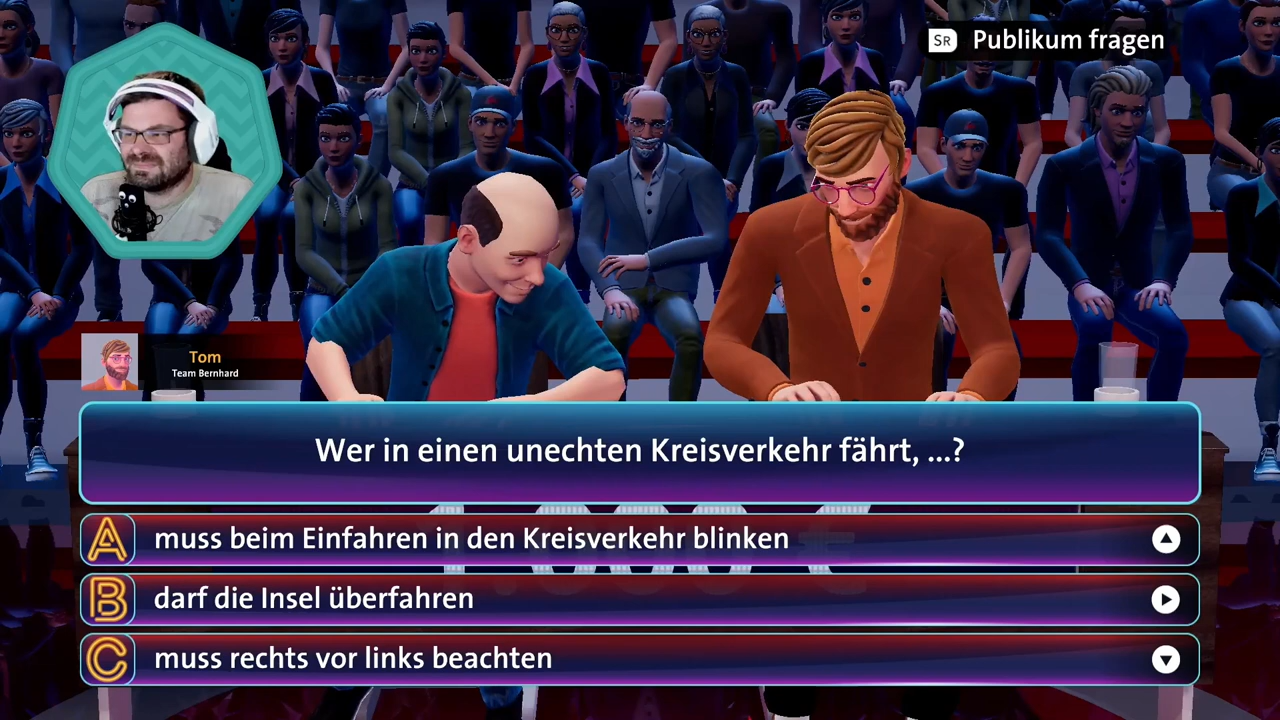 SR Publikum fragen
Tom
Team Bernhard
Wer in einen unechten Kreisverkehr fährt, ...?
A muss beim Einfahren in den Kreisverkehr blinken
B darf die Insel überfahren
C muss rechts vor links beachten